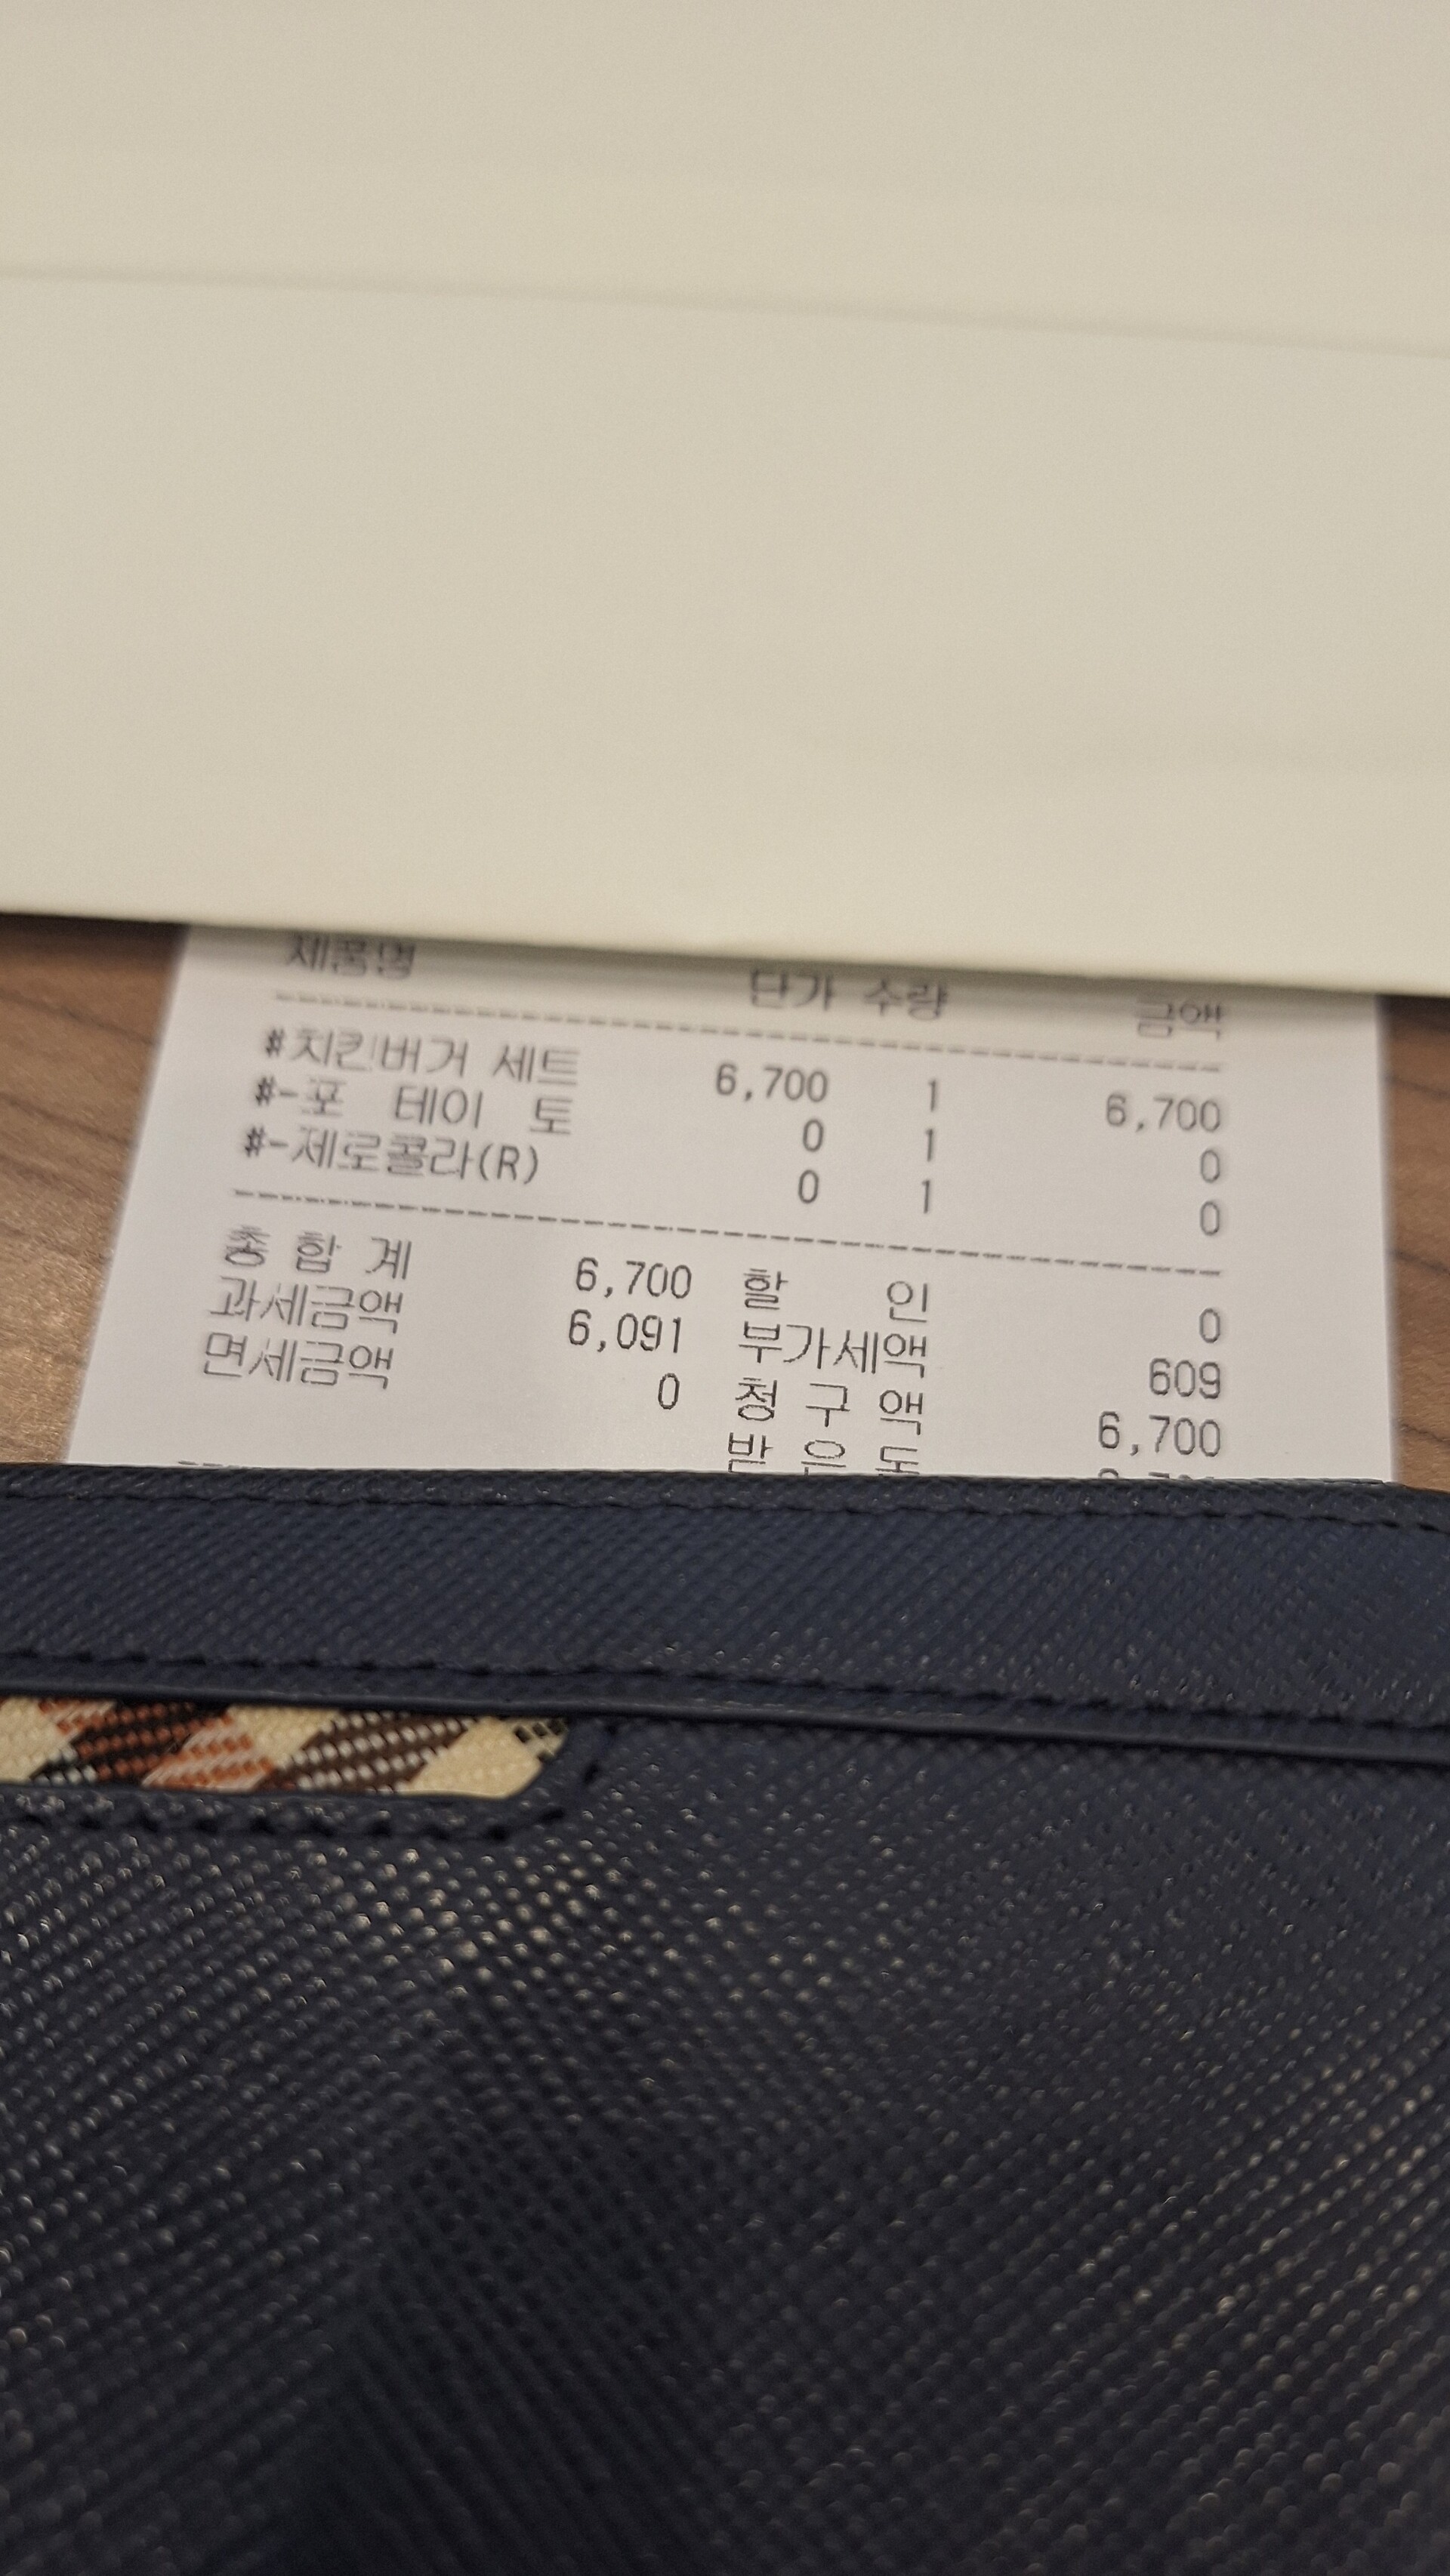 제품명 단가 수량 금액
#치킨버거 세트 6,700 1 6,700
#-포 테이 토 0 1 0
#-제로콜라(R) 0 1 0
총 합 계 6,700 할 인 0
과세금액 6,091 부가세액 609
면세금액 0 청 구 액 6,700
받 은 돈